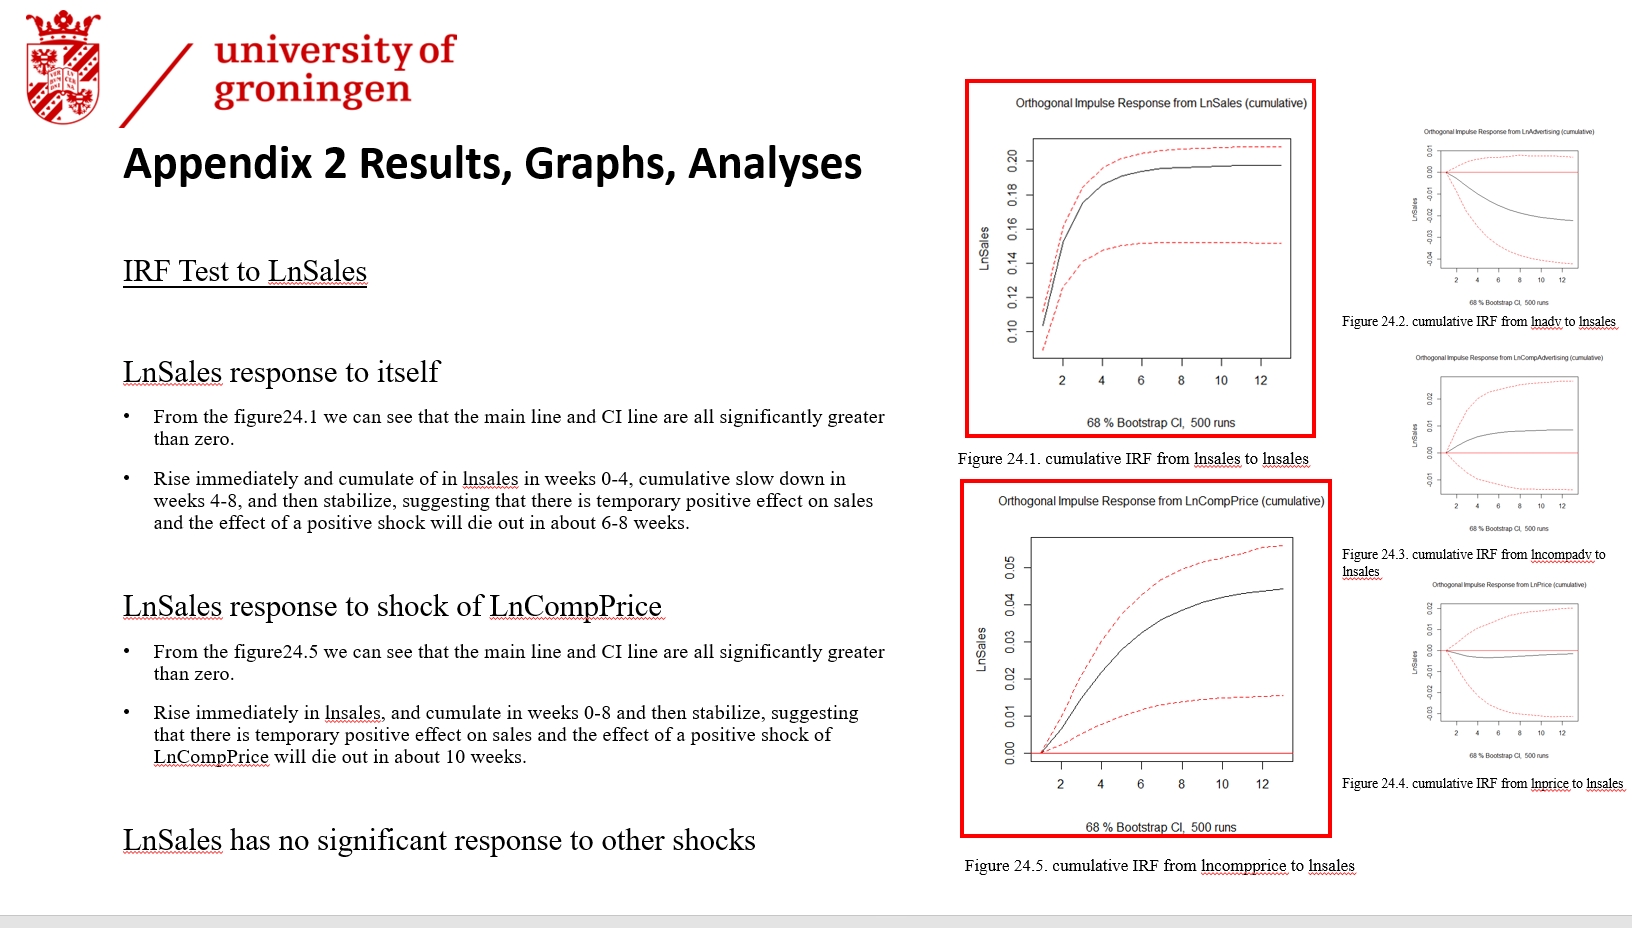 university of
groningen
Appendix 2 Results, Graphs, Analyses
IRF Test to LnSales
LnSales response to itself
• From the figure24.1 we can see that the main line and CI line are all significantly greater
than zero.
• Rise immediately and cumulate of in lnsales in weeks 0-4, cumulative slow down in
weeks 4-8, and then stabilize, suggesting that there is temporary positive effect on sales
and the effect of a positive shock will die out in about 6-8 weeks.
LnSales response to shock of LnCompPrice
• From the figure24.5 we can see that the main line and CI line are all significantly greater
than zero.
• Rise immediately in lnsales, and cumulate in weeks 0-8 and then stabilize, suggesting
that there is temporary positive effect on sales and the effect of a positive shock of
LnCompPrice will die out in about 10 weeks.
LnSales has no significant response to other shocks
Orthogonal Impulse Response from LnSales (cumulative)
LnSales
0.20
0.18
0.16
0.14
0.12
0.10
2 4 6 8 10 12
68 % Bootstrap CI, 500 runs
Figure 24.1. cumulative IRF from lnsales to lnsales
Orthogonal Impulse Response from LnCompPrice (cumulative)
LnSales
0.05
0.04
0.03
0.02
0.01
0.00
2 4 6 8 10 12
68 % Bootstrap CI, 500 runs
Figure 24.5. cumulative IRF from lncompprice to lnsales
Orthogonal Impulse Response from LnAdvertising (cumulative)
LnSales
0.01
0.00
-0.01
-0.02
-0.03
-0.04
2 4 6 8 10 12
68 % Bootstrap CI, 500 runs
Figure 24.2. cumulative IRF from lnadv to lnsales
Orthogonal Impulse Response from LnCompAdvertising (cumulative)
LnSales
0.02
0.01
0.00
-0.01
2 4 6 8 10 12
68 % Bootstrap CI, 500 runs
Figure 24.3. cumulative IRF from lncompadv to
lnsales
Orthogonal Impulse Response from LnPrice (cumulative)
LnSales
0.02
0.01
0.00
-0.01
-0.02
-0.03
2 4 6 8 10 12
68 % Bootstrap CI, 500 runs
Figure 24.4. cumulative IRF from lnprice to lnsales